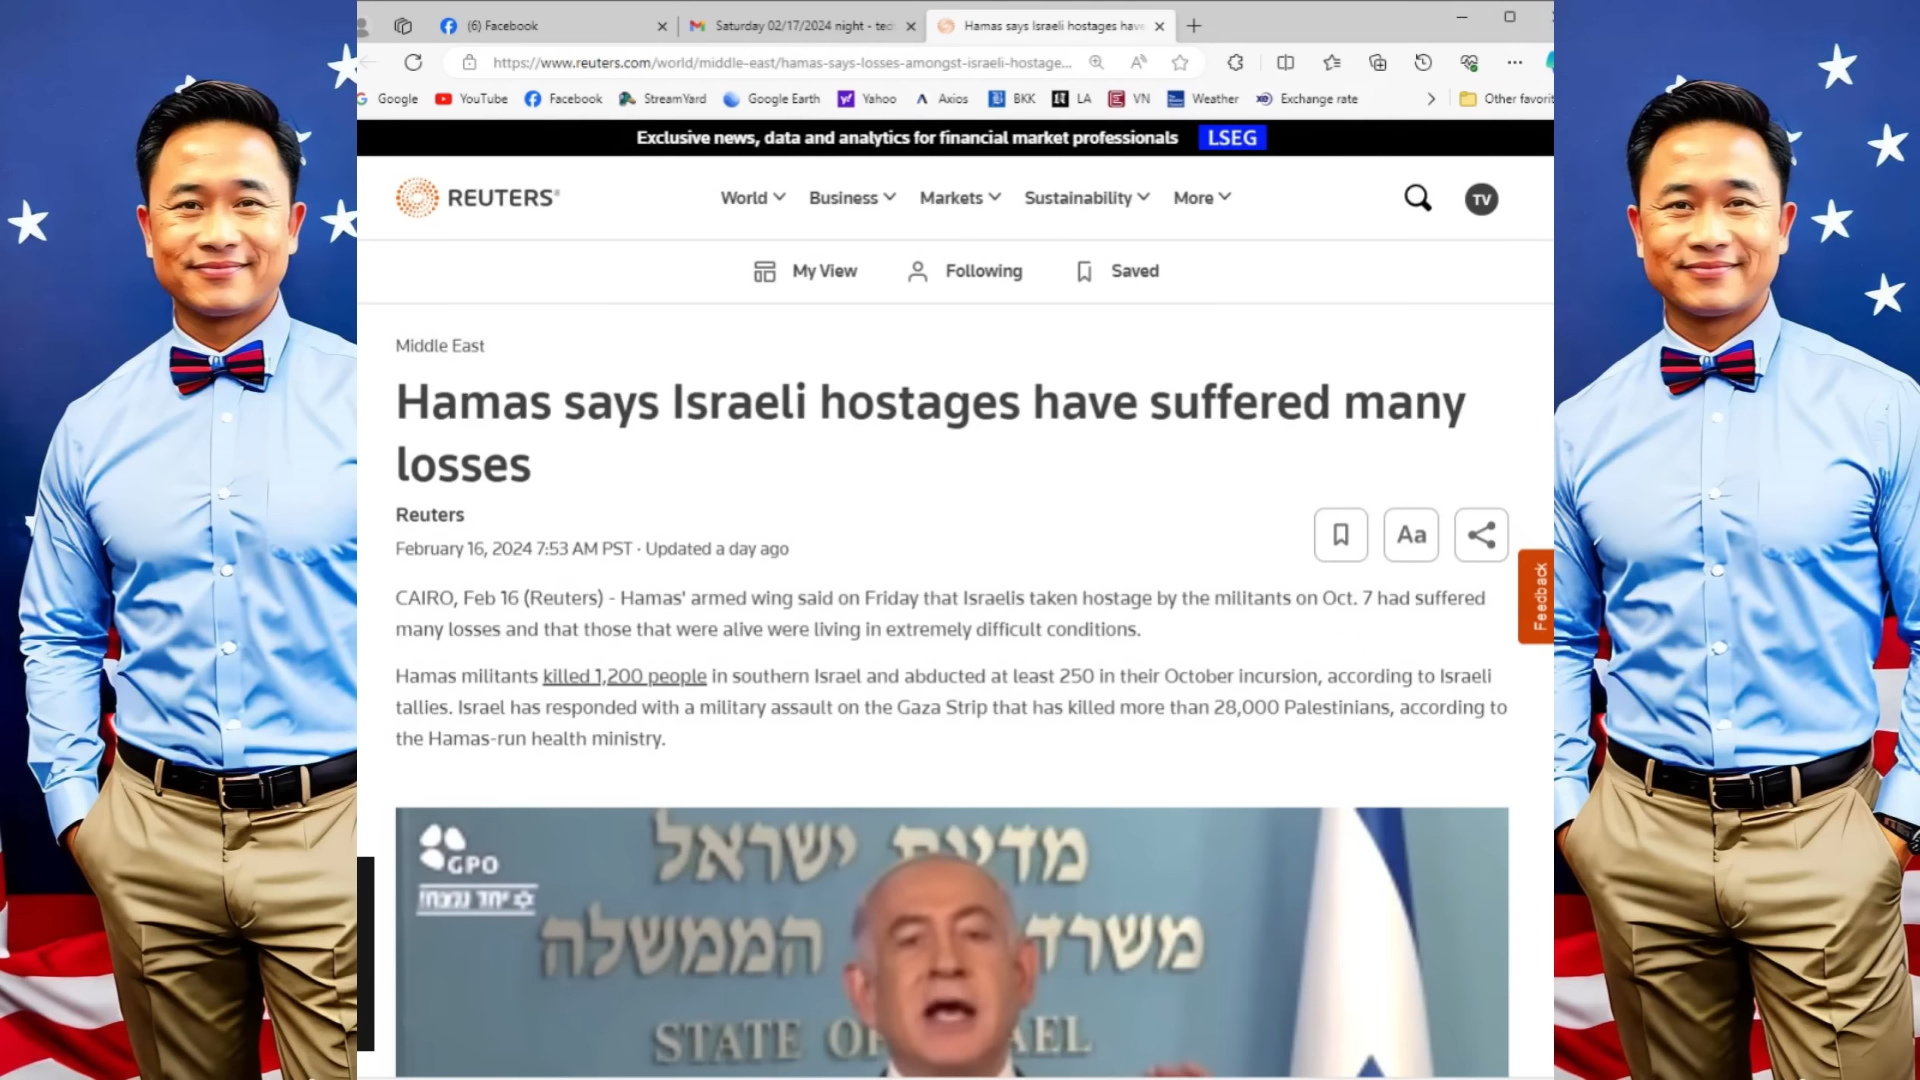 (6) Facebook
Saturday 02/17/2024 night - tec
Hamas says Israeli hostages have
https://www.reuters.com/world/middle-east/hamas-says-losses-amongst-israeli-hostage...
Google
YouTube
Facebook
StreamYard
Google Earth
Yahoo
Axios
BKK
LA
VN
Weather
Exchange rate
Other favorit
Exclusive news, data and analytics for financial market professionals LSEG
REUTERS
World
Business
Markets
Sustainability
More
TV
My View
Following
Saved
Middle East
Hamas says Israeli hostages have suffered many
losses
Reuters
February 16, 2024 7:53 AM PST · Updated a day ago
Aa
Feedback
CAIRO, Feb 16 (Reuters) - Hamas' armed wing said on Friday that Israelis taken hostage by the militants on Oct. 7 had suffered
many losses and that those that were alive were living in extremely difficult conditions.
Hamas militants killed 1,200 people in southern Israel and abducted at least 250 in their October incursion, according to Israeli
tallies. Israel has responded with a military assault on the Gaza Strip that has killed more than 28,000 Palestinians, according to
the Hamas-run health ministry.
GPO
מדינת ישראל
משרד הממשלה
STATE OF